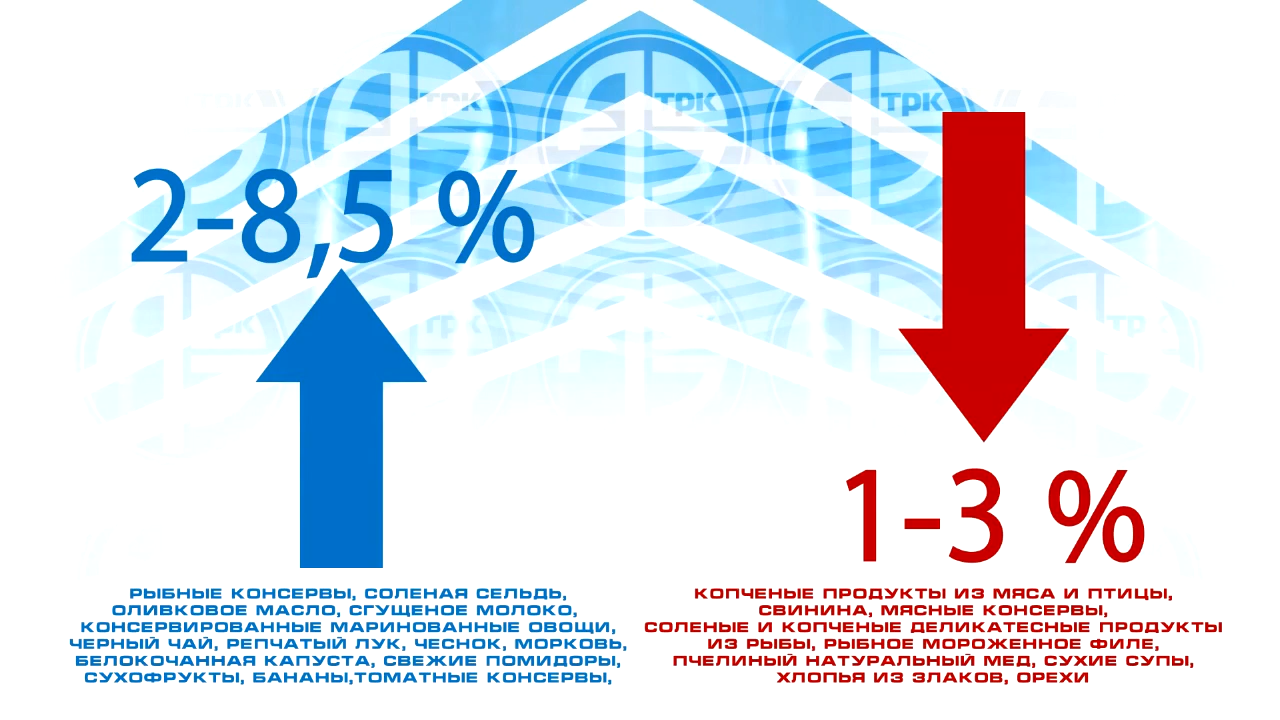 ТРК
ТРК
ТРК
2-8,5 %
ТРК
ТРК
1-3 %
РЫБНЫЕ КОНСЕРВЫ, СОЛЕНАЯ СЕЛЬДЬ,
ОЛИВКОВОЕ МАСЛО, СГУЩЕНОЕ МОЛОКО,
КОНСЕРВИРОВАННЫЕ МАРИНОВАННЫЕ ОВОЩИ,
ЧЕРНЫЙ ЧАЙ, РЕПЧАТЫЙ ЛУК, ЧЕСНОК, МОРКОВЬ,
БЕЛОКОЧАННАЯ КАПУСТА, СВЕЖИЕ ПОМИДОРЫ,
СУХОФРУКТЫ, БАНАНЫ,ТОМАТНЫЕ КОНСЕРВЫ,
КОПЧЕНЫЕ ПРОДУКТЫ ИЗ МЯСА И ПТИЦЫ,
СВИНИНА, МЯСНЫЕ КОНСЕРВЫ,
СОЛЕНЫЕ И КОПЧЕНЫЕ ДЕЛИКАТЕСНЫЕ ПРОДУКТЫ
ИЗ РЫБЫ, РЫБНОЕ МОРОЖЕННОЕ ФИЛЕ,
ПЧЕЛИНЫЙ НАТУРАЛЬНЫЙ МЕД, СУХИЕ СУПЫ,
ХЛОПЬЯ ИЗ ЗЛАКОВ, ОРЕХИ